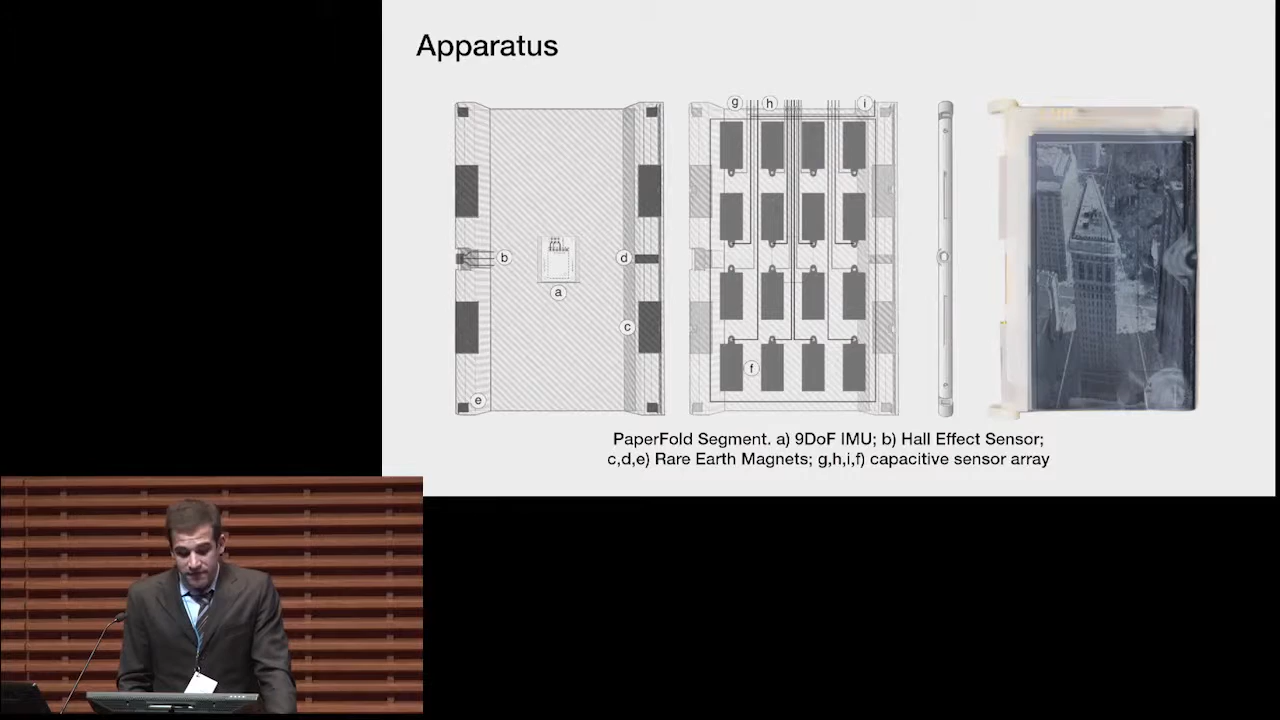 Apparatus
g h i
b
d
a
c
f
e
PaperFold Segment. a) 9DoF IMU; b) Hall Effect Sensor;
c,d,e) Rare Earth Magnets; g,h,i,f) capacitive sensor array